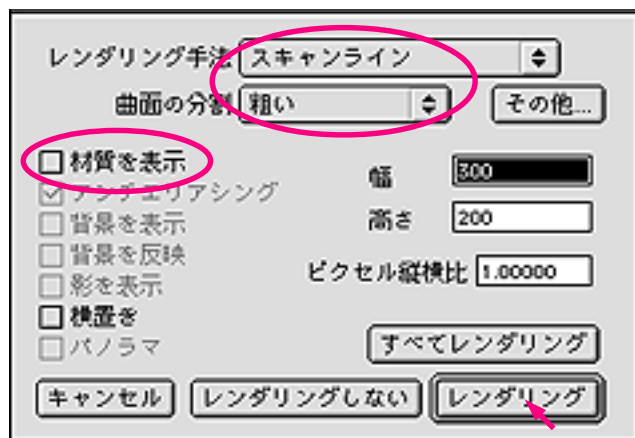 レンダリング手法 スキャンライン
曲面の分割 粗い その他...
材質を表示
アンチエリアシング
背景を表示
背景を反映
影を表示
横置き
パノラマ
幅 300
高さ 200
ピクセル縦横比 1.00000
すべてレンダリング
キャンセル レンダリングしない レンダリング